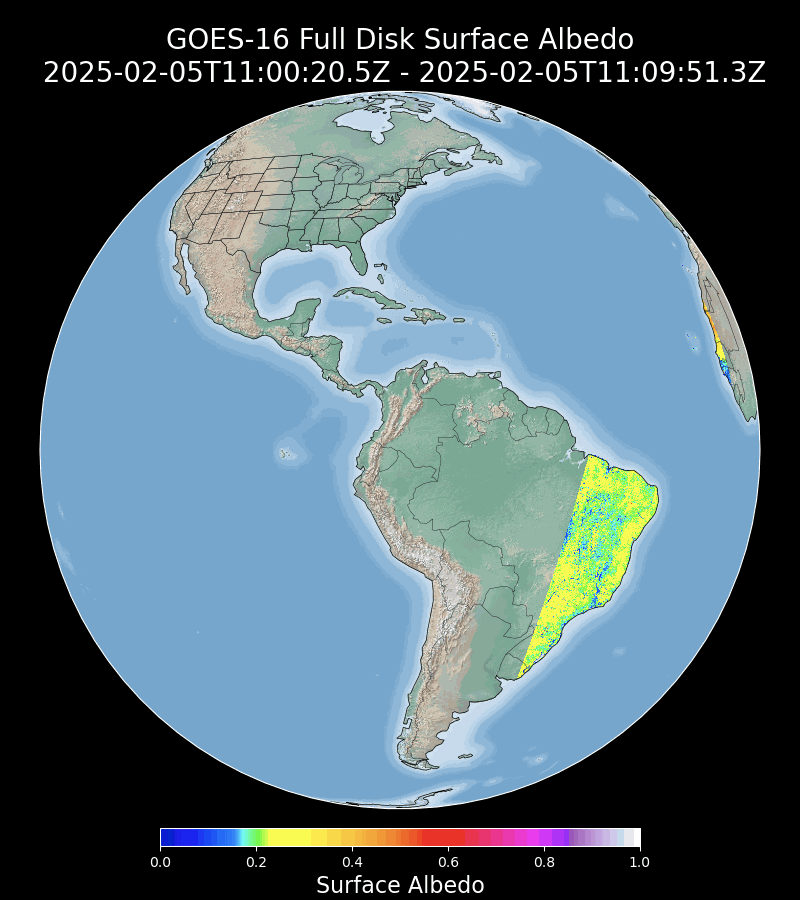 GOES-16 Full Disk Surface Albedo
2025-02-05T11:00:20.5Z - 2025-02-05T11:09:51.3Z
0.0 0.2 0.4 0.6 0.8 1.0
Surface Albedo